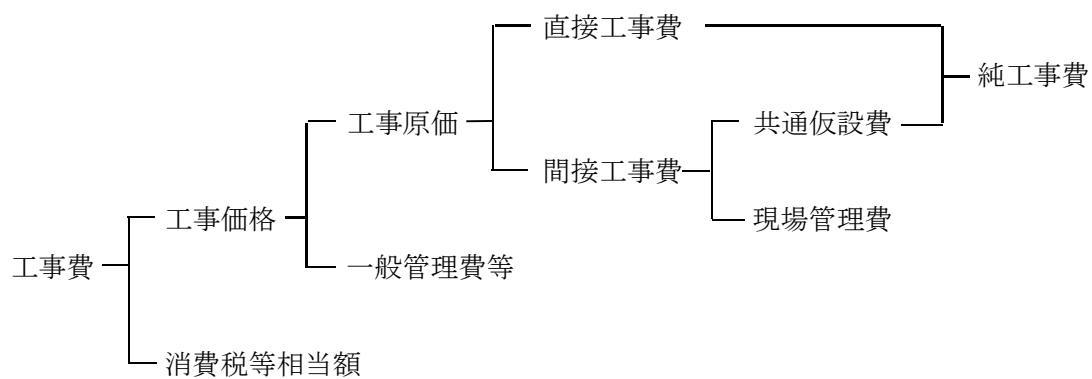 直接工事費
純工事費
工事原価
共通仮設費
間接工事費
工事価格
現場管理費
工事費
一般管理費等
消費税等相当額